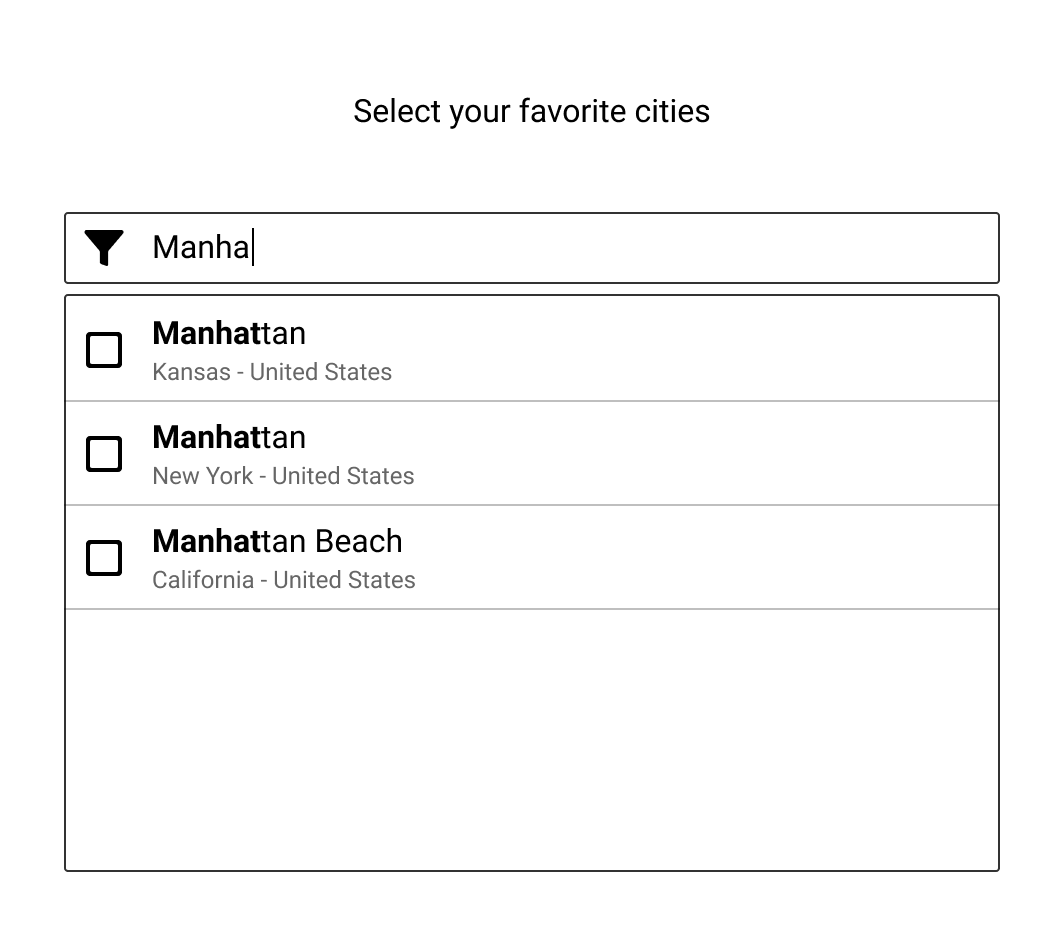 Select your favorite cities
Manha
Manhattan
Kansas - United States
Manhattan
New York - United States
Manhattan Beach
California - United States